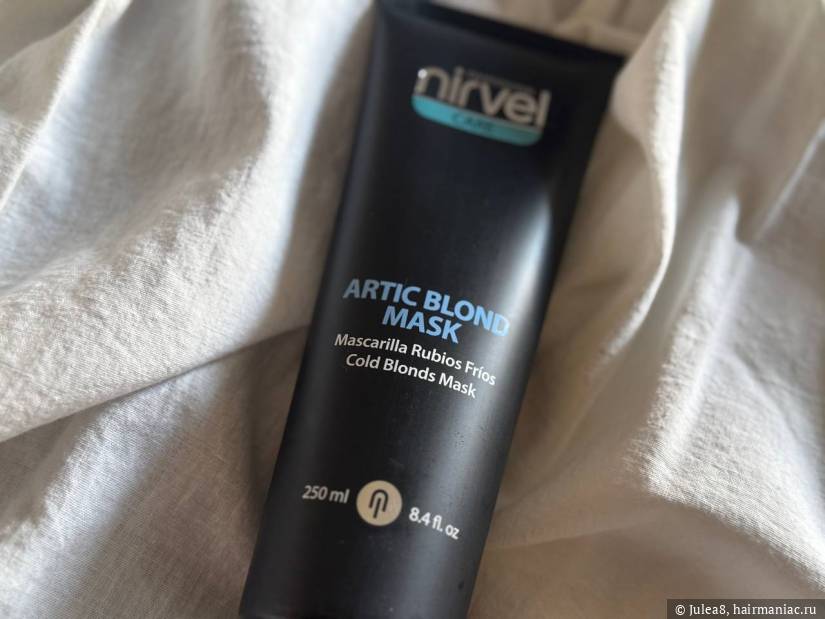 nirvel
CARE
ARTIC BLOND
MASK
Mascarilla Rubios Fríos
Cold Blonds Mask
250 ml
8.4 fl. oz
© Julea8, hairmaniac.ru